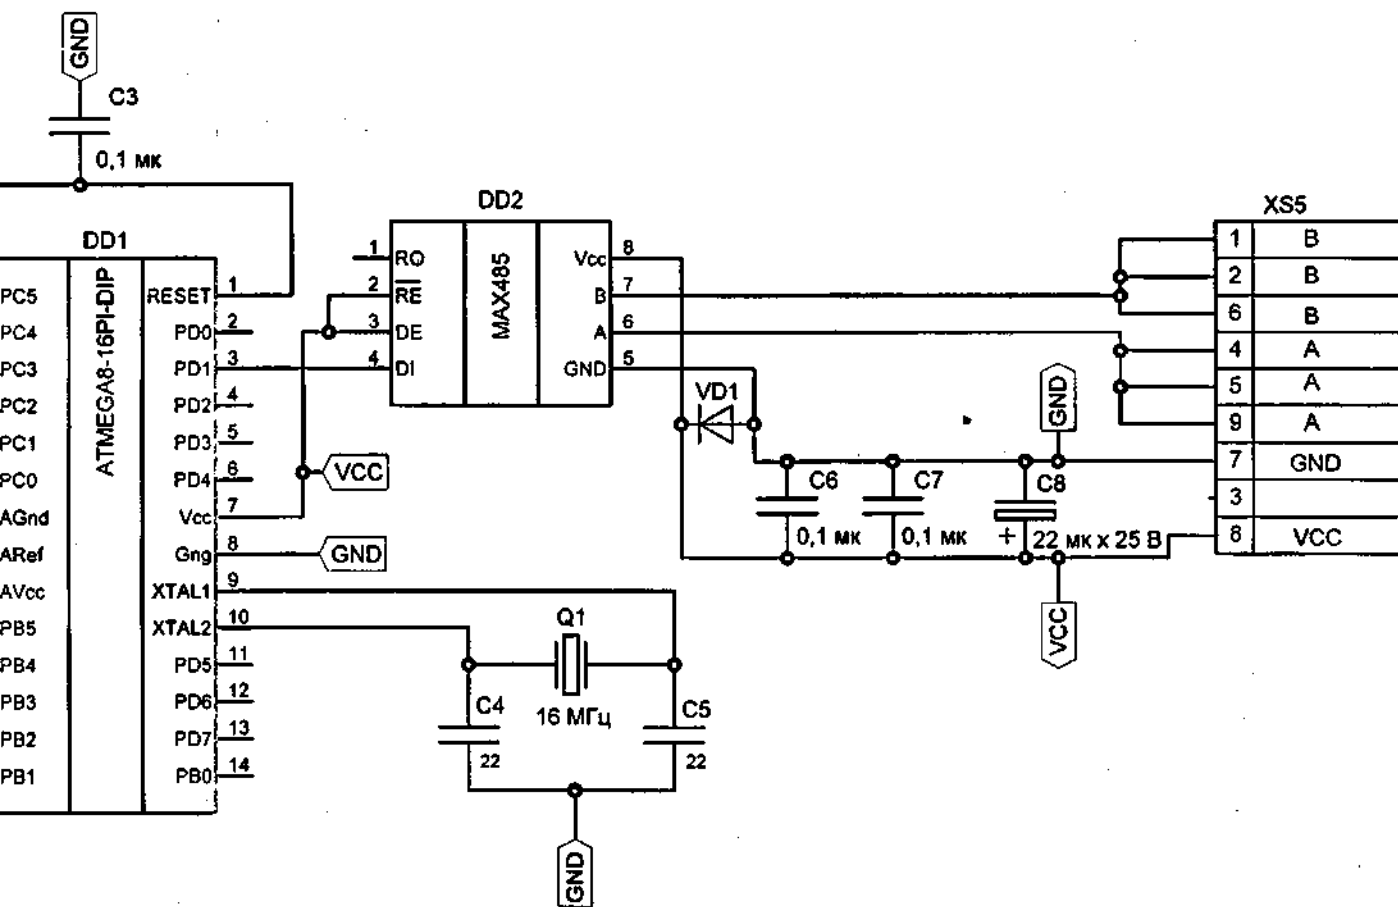 GND
C3
0,1 мк
DD1
ATMEGA8-16PI-DIP
PC5
PC4
PC3
PC2
PC1
PC0
AGnd
ARef
AVcc
PB5
PB4
PB3
PB2
PB1
RESET 1
PD0 2
PD1 3
PD2 4
PD3 5
PD4 6
Vcc 7
Gng 8
XTAL1 9
XTAL2 10
PD5 11
PD6 12
PD7 13
PB0 14
VCC
GND
DD2
MAX485
1 RO
2 RE
3 DE
4 DI
Vcc 8
B 7
A 6
GND 5
VD1
C6
0,1 мк
C7
0,1 мк
C8
+ 22 мк x 25 В
GND
VCC
Q1
16 МГц
C4
22
C5
22
GND
XS5
1 B
2 B
6 B
4 A
5 A
9 A
7 GND
3
8 VCC